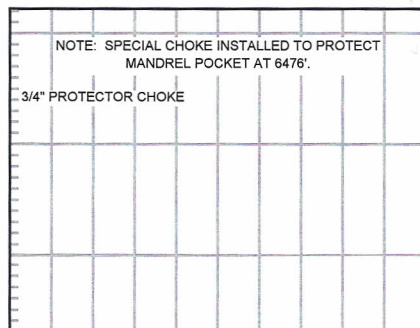 NOTE: SPECIAL CHOKE INSTALLED TO PROTECT
MANDREL POCKET AT 6476'.
3/4" PROTECTOR CHOKE